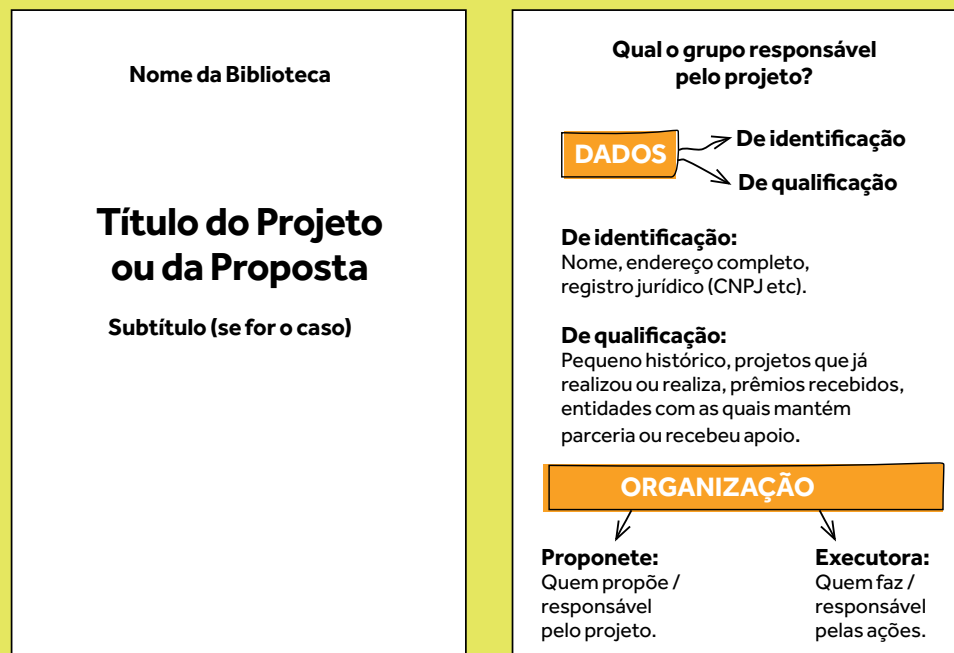 Nome da Biblioteca
Título do Projeto
ou da Proposta
Subtítulo (se for o caso)
Qual o grupo responsável
pelo projeto?
DADOS
De identificação
De qualificação
De identificação:
Nome, endereço completo,
registro jurídico (CNPJ etc).
De qualificação:
Pequeno histórico, projetos que já
realizou ou realiza, prêmios recebidos,
entidades com as quais mantém
parceria ou recebeu apoio.
ORGANIZAÇÃO
Proponete:
Quem propõe /
responsável
pelo projeto.
Executora:
Quem faz /
responsável
pelas ações.